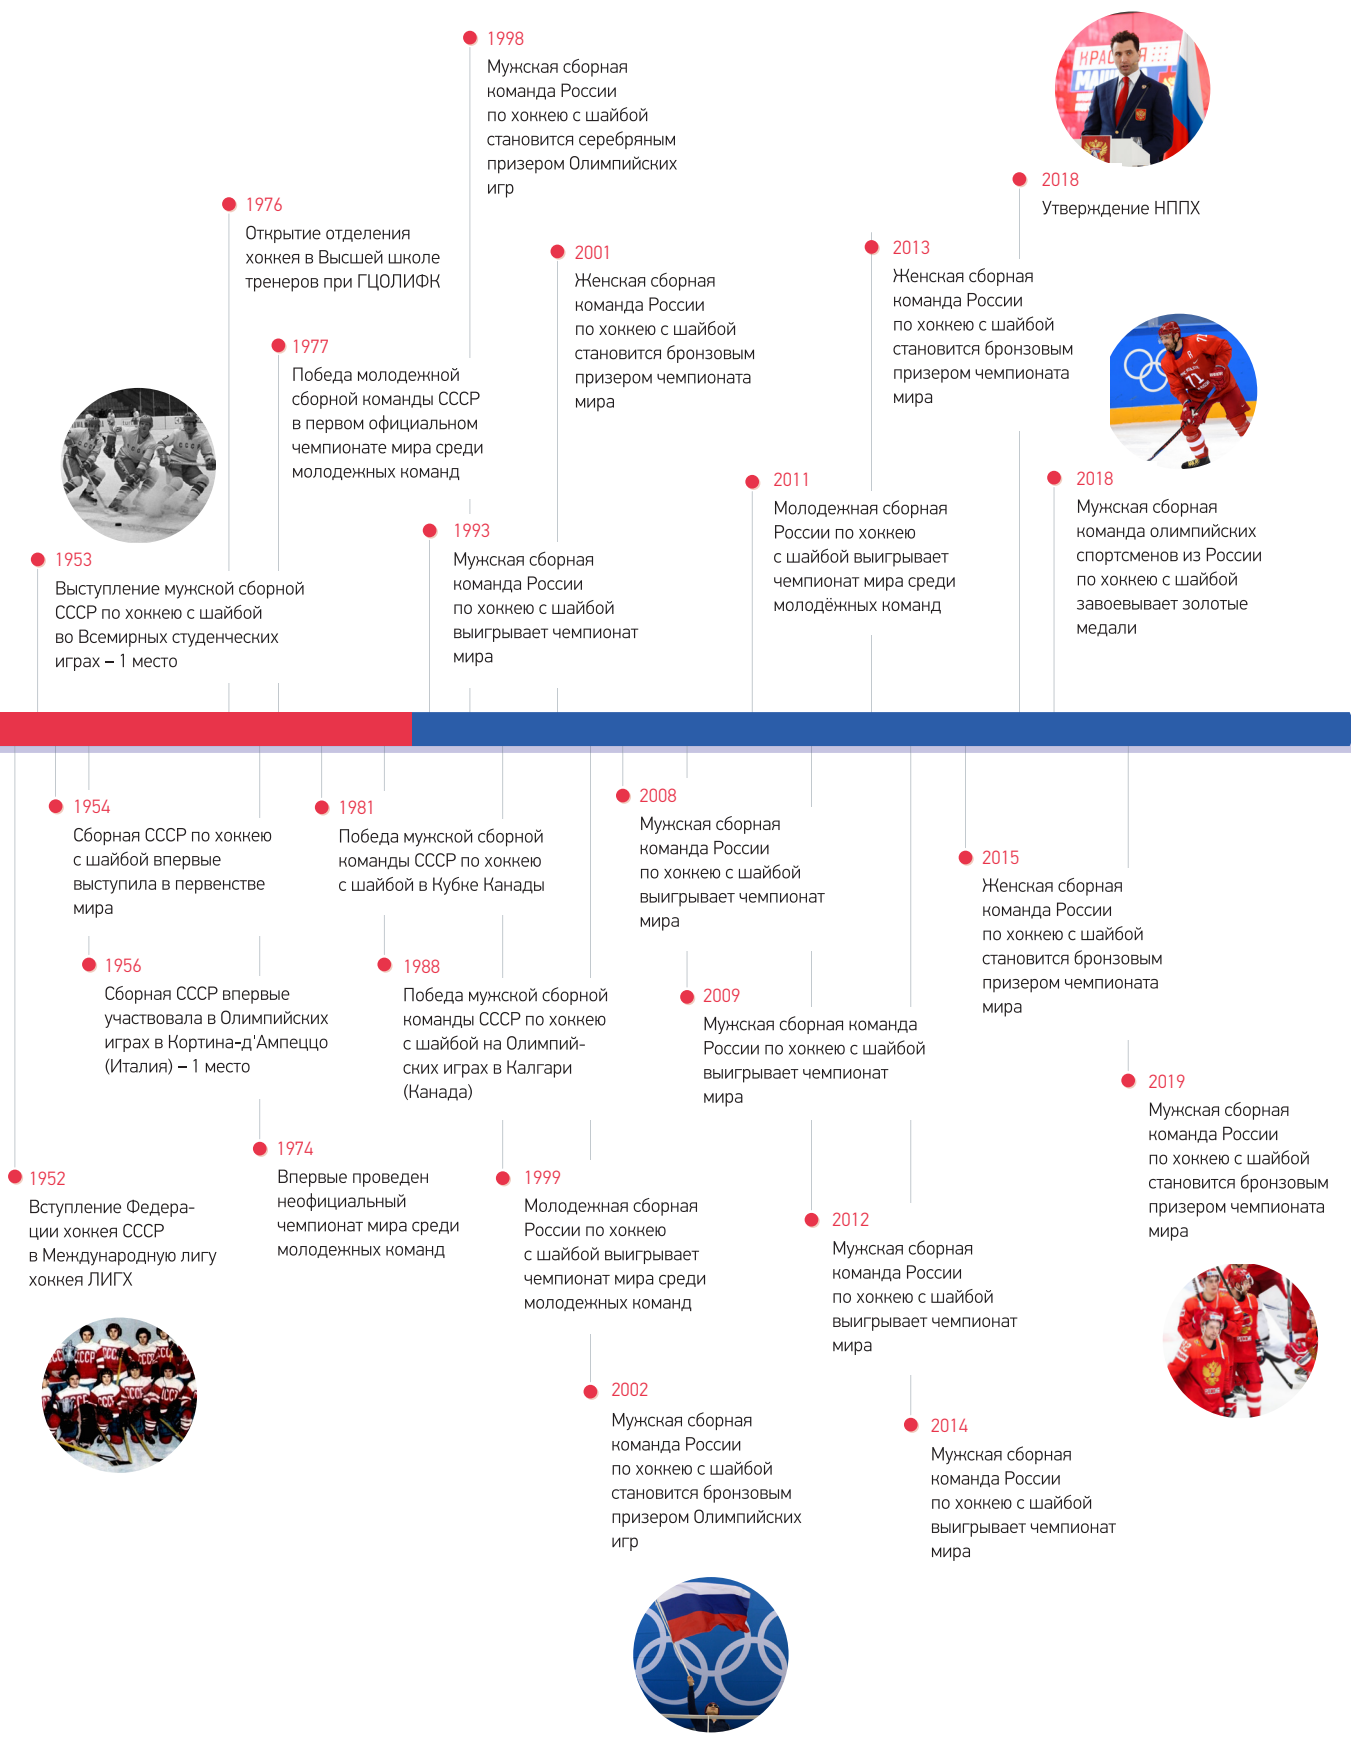 1998
Мужская сборная
команда России
по хоккею с шайбой
становится серебряным
призером Олимпийских
игр
КРАСНАЯ
МАШ
2018
Утверждение НППХ
1976
Открытие отделения
хоккея в Высшей школе
тренеров при ГЦОЛИФК
2001
Женская сборная
команда России
по хоккею с шайбой
становится бронзовым
призером чемпионата
мира
2013
Женская сборная
команда России
по хоккею с шайбой
становится бронзовым
призером чемпионата
мира
1977
Победа молодежной
сборной команды СССР
в первом официальном
чемпионате мира среди
молодежных команд
71
2011
Молодежная сборная
России по хоккею
с шайбой выигрывает
чемпионат мира среди
молодёжных команд
2018
Мужская сборная
команда олимпийских
спортсменов из России
по хоккею с шайбой
завоевывает золотые
медали
СССР
1953
Выступление мужской сборной
СССР по хоккею с шайбой
во Всемирных студенческих
играх – 1 место
1993
Мужская сборная
команда России
по хоккею с шайбой
выигрывает чемпионат
мира
1954
Сборная СССР по хоккею
с шайбой впервые
выступила в первенстве
мира
1981
Победа мужской сборной
команды СССР по хоккею
с шайбой в Кубке Канады
2008
Мужская сборная
команда России
по хоккею с шайбой
выигрывает чемпионат
мира
2015
Женская сборная
команда России
по хоккею с шайбой
становится бронзовым
призером чемпионата
мира
1956
Сборная СССР впервые
участвовала в Олимпийских
играх в Кортина-д'Ампеццо
(Италия) – 1 место
1988
Победа мужской сборной
команды СССР по хоккею
с шайбой на Олимпий-
ских играх в Калгари
(Канада)
2009
Мужская сборная команда
России по хоккею с шайбой
выигрывает чемпионат
мира
2019
Мужская сборная
команда России
по хоккею с шайбой
становится бронзовым
призером чемпионата
мира
1952
Вступление Федера-
ции хоккея СССР
в Международную лигу
хоккея ЛИГХ
1974
Впервые проведен
неофициальный
чемпионат мира среди
молодежных команд
1999
Молодежная сборная
России по хоккею
с шайбой выигрывает
чемпионат мира среди
молодежных команд
2012
Мужская сборная
команда России
по хоккею с шайбой
выигрывает чемпионат
мира
СССР
СССР
2002
Мужская сборная
команда России
по хоккею с шайбой
становится бронзовым
призером Олимпийских
игр
2014
Мужская сборная
команда России
по хоккею с шайбой
выигрывает чемпионат
мира